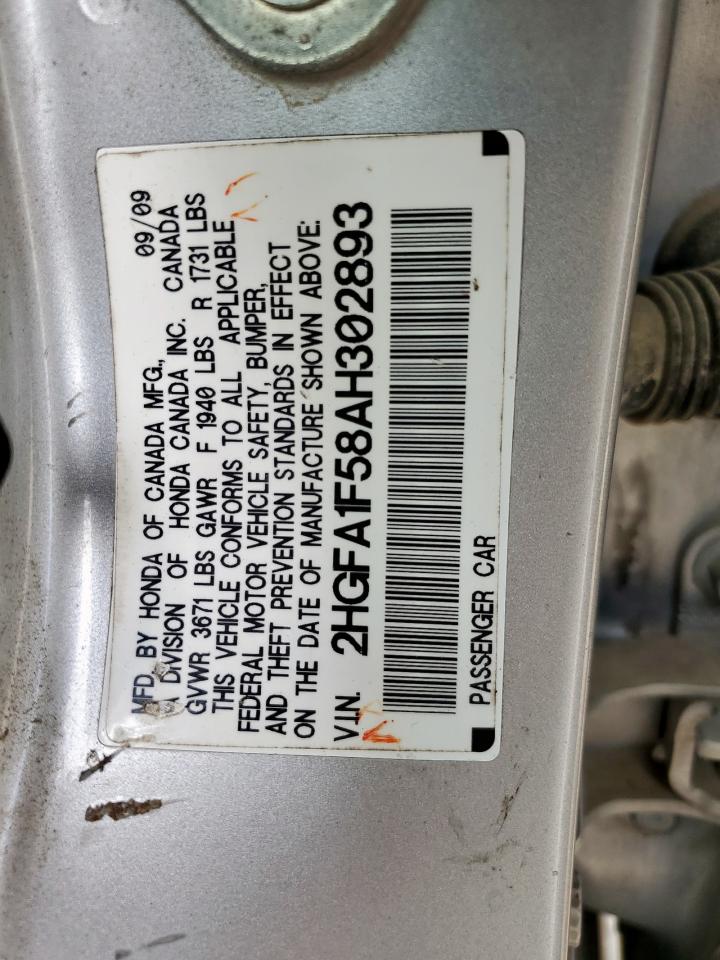 MFD. BY HONDA OF CANADA MFG., 09/09
A DIVISION OF HONDA CANADA INC. CANADA
GVWR 3671 LBS GAWR F 1940 LBS R 1731 LBS
THIS VEHICLE CONFORMS TO ALL APPLICABLE
FEDERAL MOTOR VEHICLE SAFETY, BUMPER,
AND THEFT PREVENTION STANDARDS IN EFFECT
ON THE DATE OF MANUFACTURE SHOWN ABOVE.
V.I.N. 2HGFA1F58AH302893
PASSENGER CAR